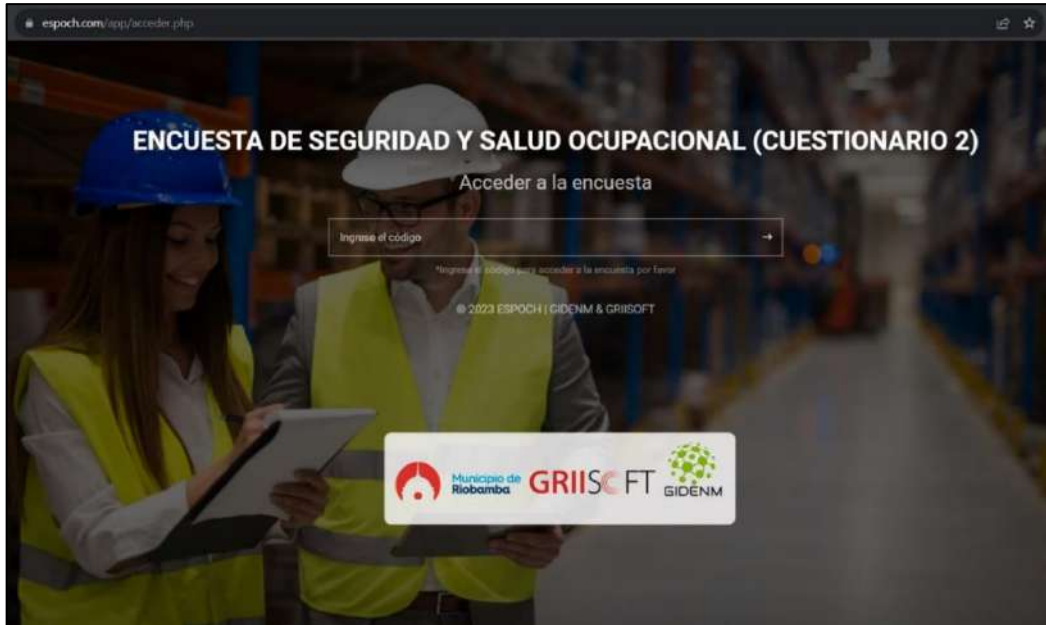 espoch.com/app/acceder.php
ENCUESTA DE SEGURIDAD Y SALUD OCUPACIONAL (CUESTIONARIO 2)
Acceder a la encuesta
Ingrese el código
*Ingrese el código para acceder a la encuesta por favor
© 2023 ESPOCH | GIDENM & GRIISOFT
Municipio de
Riobamba
GRIISOFT
GIDENM